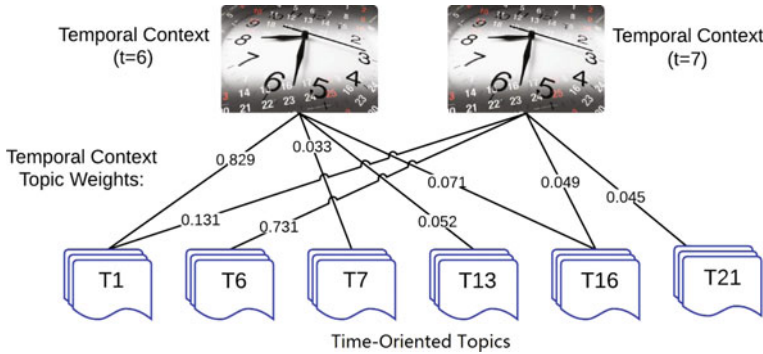 Temporal Context
(t=6)
Temporal Context
(t=7)
Temporal Context
Topic Weights:
0.829
0.033
0.071
0.049
0.045
0.131
0.731
0.052
T1
T6
T7
T13
T16
T21
Time-Oriented Topics